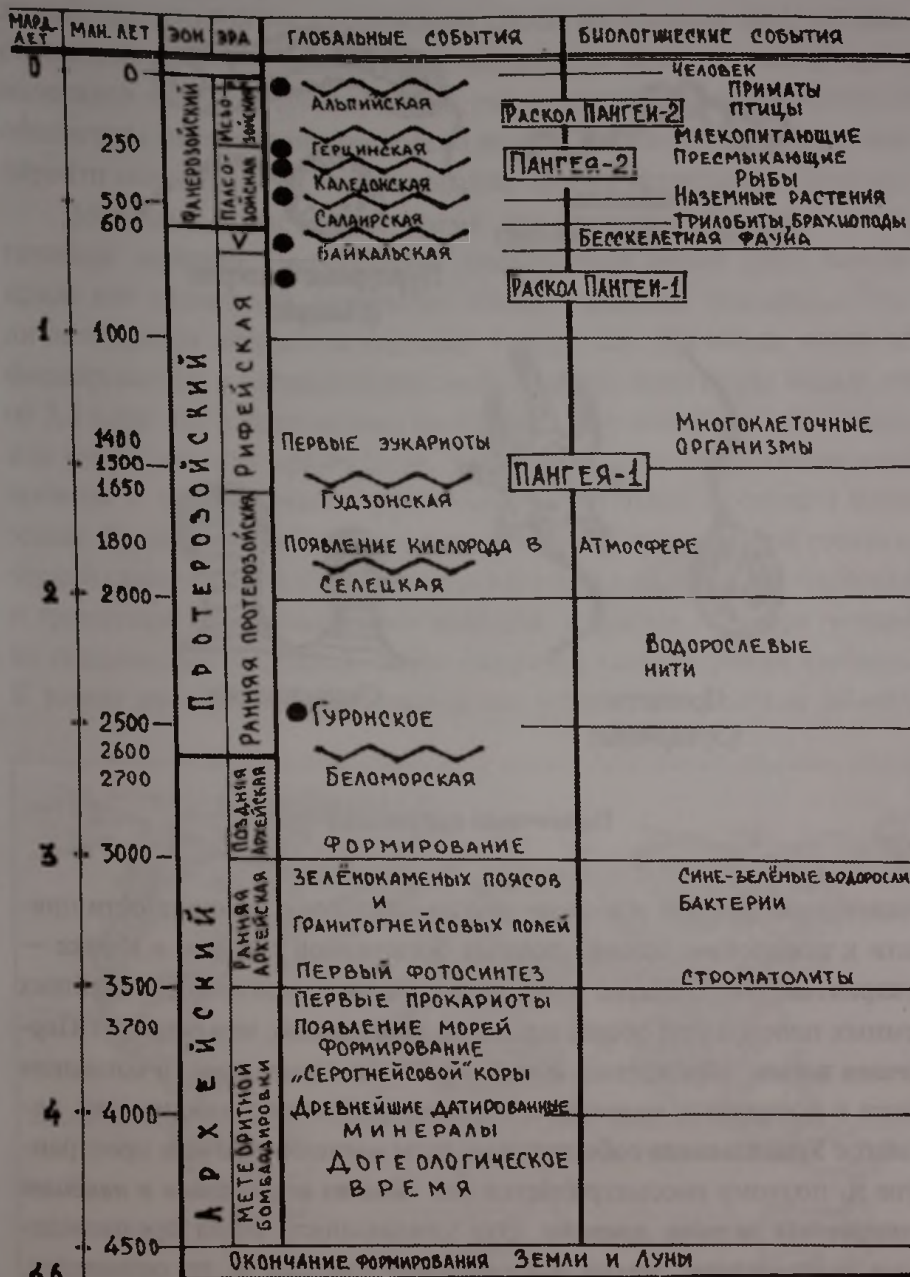 МЛРД. ЛЕТ МЛН. ЛЕТ ЭОН ЭРА ГЛОБАЛЬНЫЕ СОБЫТИЯ БИОЛОГИЧЕСКИЕ СОБЫТИЯ
0 0 ЧЕЛОВЕК
ПРИМАТЫ
АЛЬПИЙСКАЯ ПТИЦЫ
РАСКОЛ ПАНГЕИ-2
МЛЕКОПИТАЮЩИЕ
250 ГЕРЦИНСКАЯ ПАНГЕЯ-2 ПРЕСМЫКАЮЩИЕ
КАЛЕДОНСКАЯ РЫБЫ
500 НАЗЕМНЫЕ РАСТЕНИЯ
600 САЛАИРСКАЯ ТРИЛОБИТЫ, БРАХИОПОДЫ
V БАЙКАЛЬСКАЯ БЕССКЕЛЕТНАЯ ФАУНА
ФАНЕРОЗОЙСКИЙ
ПАЛЕО-
ЗОЙСКАЯ
РАСКОЛ ПАНГЕИ-1
1 1000
ПРОТЕРОЗОЙСКИЙ
РИФЕЙСКАЯ
МНОГОКЛЕТОЧНЫЕ
1400 ПЕРВЫЕ ЭУКАРИОТЫ ОРГАНИЗМЫ
1500 ПАНГЕЯ-1
1650 ГУДЗОНСКАЯ
РАННЯЯ ПРОТЕРОЗОЙСКАЯ
1800 ПОЯВЛЕНИЕ КИСЛОРОДА В АТМОСФЕРЕ
2 2000 СЕЛЕЦКАЯ
ВОДОРОСЛЕВЫЕ
НИТИ
2500 ГУРОНСКОЕ
2600
2700 БЕЛОМОРСКАЯ
АРХЕЙСКИЙ
ПОЗДНЯЯ
АРХЕЙСКАЯ
3 3000 ФОРМИРОВАНИЕ
РАННЯЯ
АРХЕЙСКАЯ
ЗЕЛЁНОКАМЕНЫХ ПОЯСОВ СИНЕ-ЗЕЛЁНЫЕ ВОДОРОСЛИ
И БАКТЕРИИ
ГРАНИТОГНЕЙСОВЫХ ПОЛЕЙ
ПЕРВЫЙ ФОТОСИНТЕЗ СТРОМАТОЛИТЫ
3500 ПЕРВЫЕ ПРОКАРИОТЫ
3700 ПОЯВЛЕНИЕ МОРЕЙ
ФОРМИРОВАНИЕ
„СЕРОГНЕЙСОВОЙ" КОРЫ
МЕТЕОРИТНОЙ
БОМБАРДИРОВКИ
4 4000 ДРЕВНЕЙШИЕ ДАТИРОВАННЫЕ
МИНЕРАЛЫ
ДОГЕОЛОГИЧЕСКОЕ
ВРЕМЯ
4500 ОКОНЧАНИЕ ФОРМИРОВАНИЯ ЗЕМЛИ И ЛУНЫ